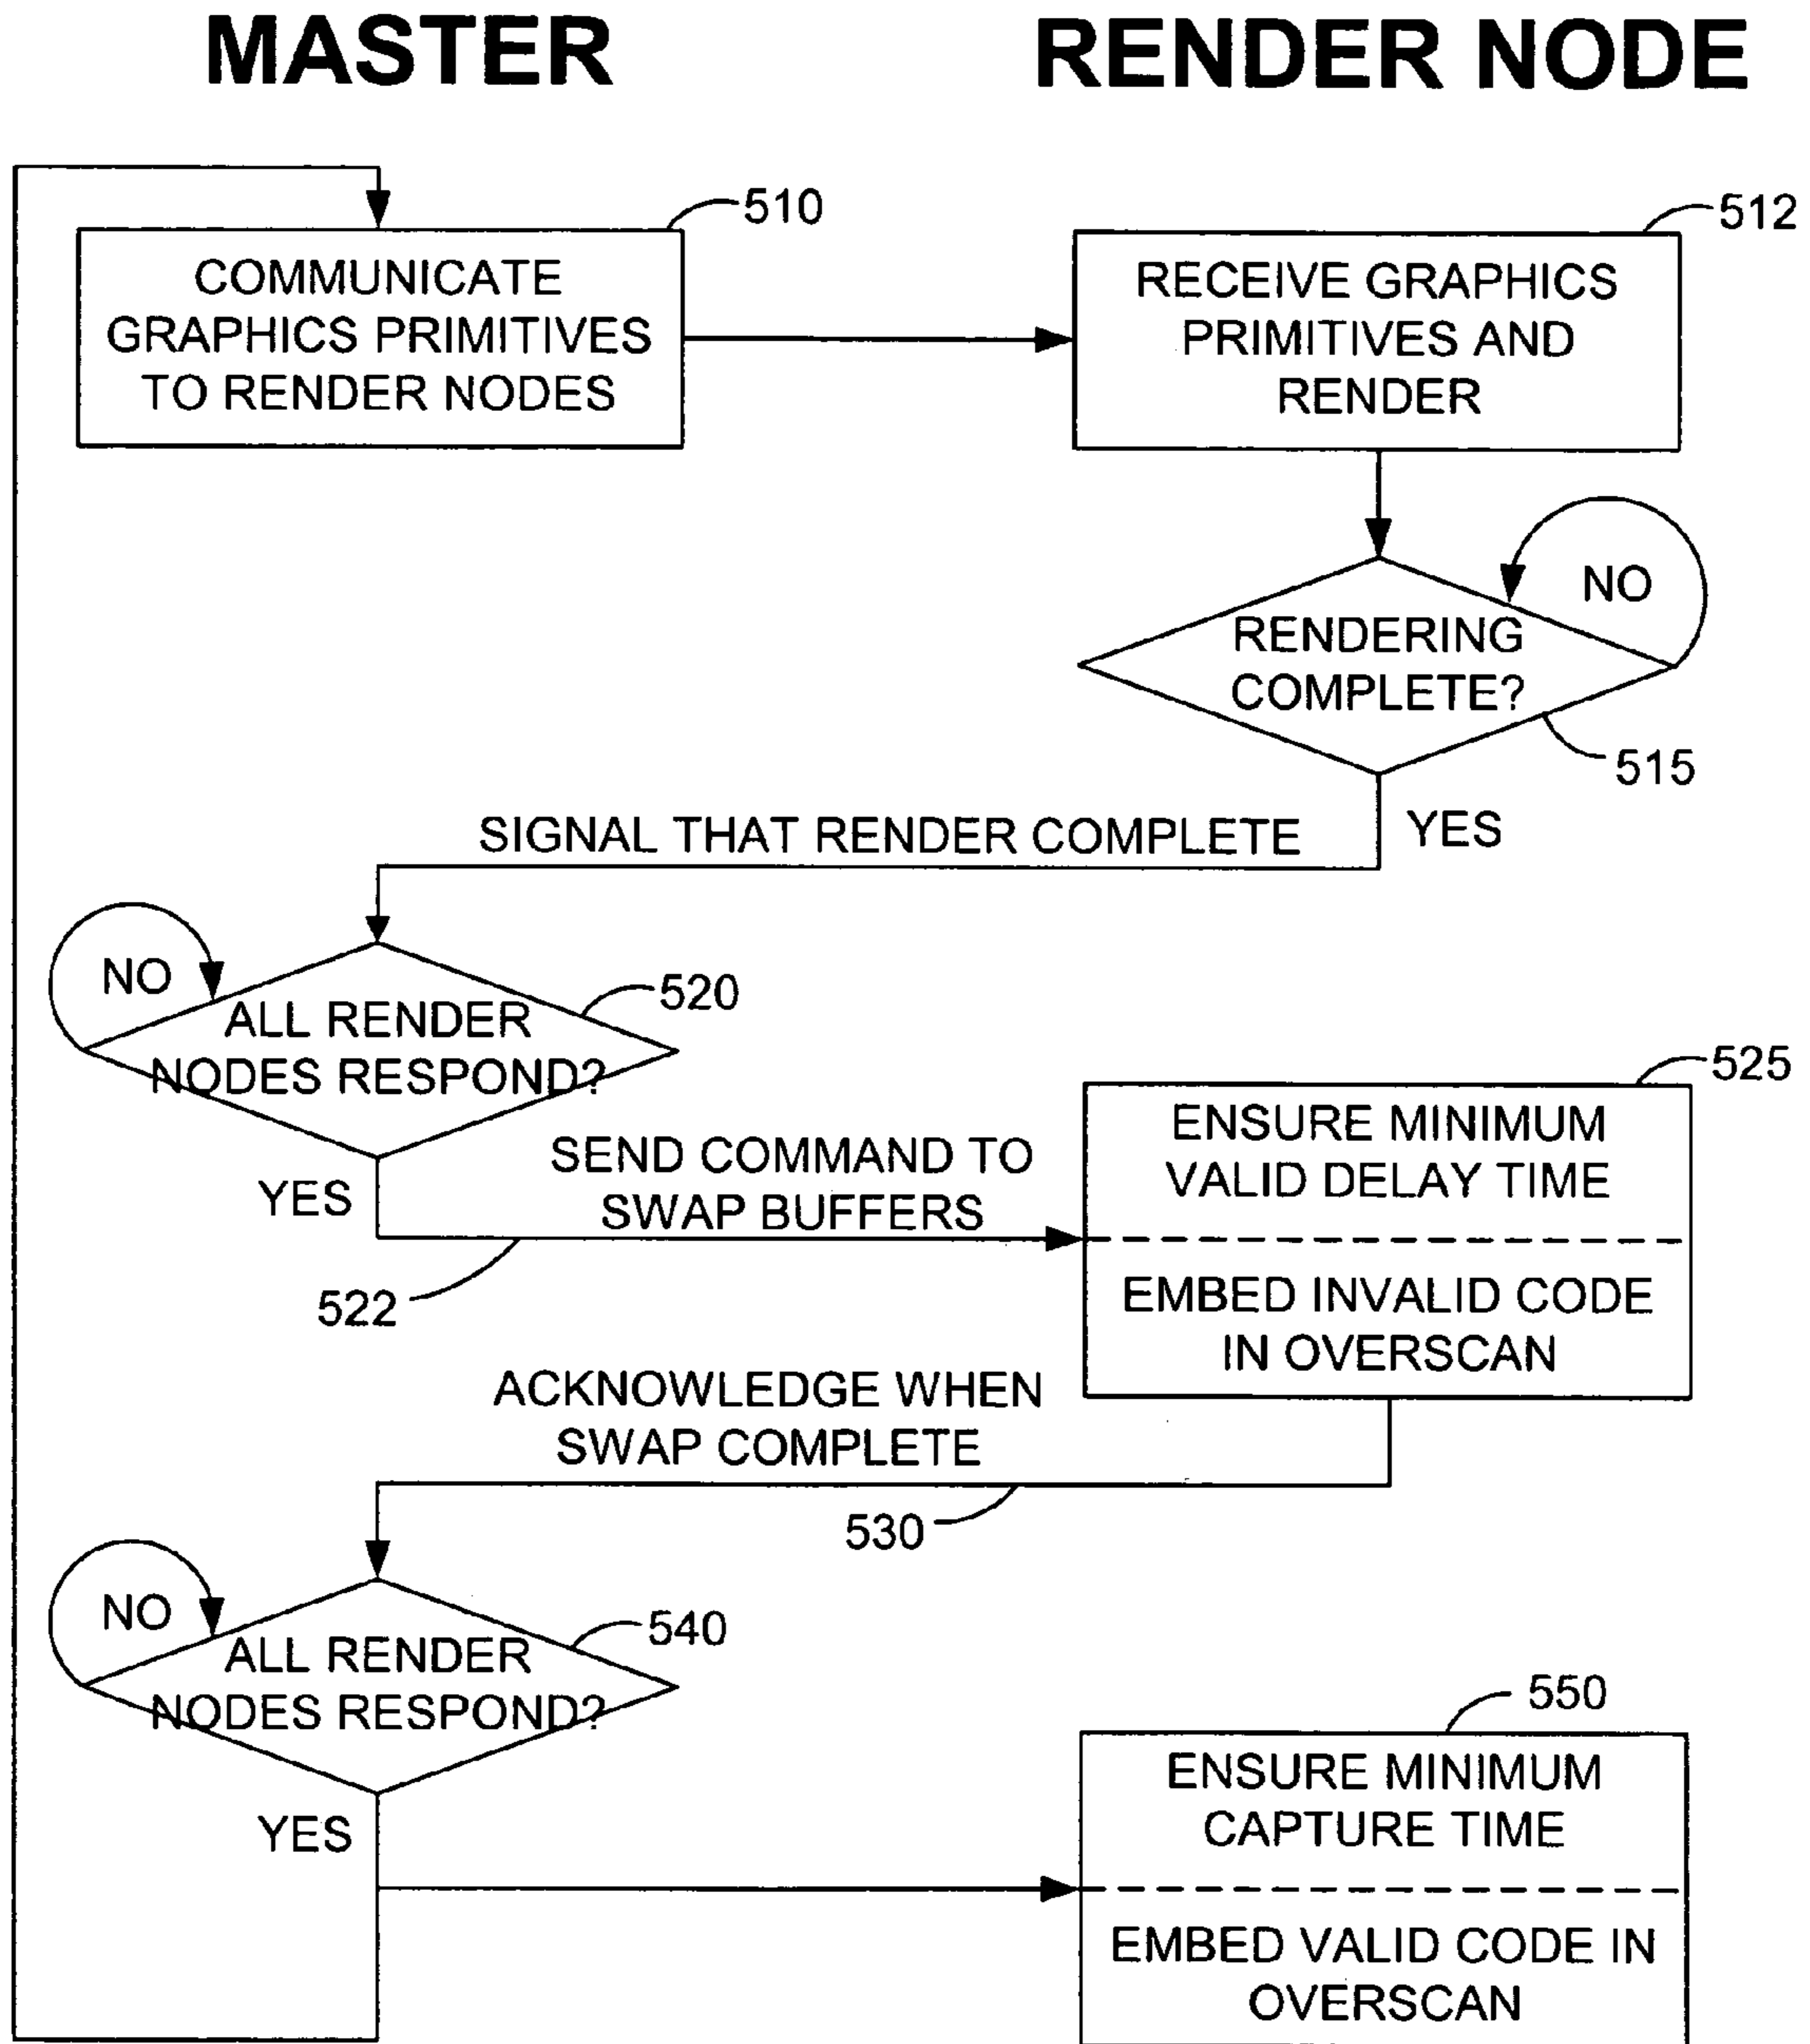 MASTER
RENDER NODE
510
512
COMMUNICATE
GRAPHICS PRIMITIVES
TO RENDER NODES
RECEIVE GRAPHICS
PRIMITIVES AND
RENDER
NO
RENDERING
COMPLETE?
515
YES
SIGNAL THAT RENDER COMPLETE
NO
520
ALL RENDER
NODES RESPOND?
YES
SEND COMMAND TO
SWAP BUFFERS
522
525
ENSURE MINIMUM
VALID DELAY TIME
EMBED INVALID CODE
IN OVERSCAN
ACKNOWLEDGE WHEN
SWAP COMPLETE
530
NO
540
ALL RENDER
NODES RESPOND?
YES
550
ENSURE MINIMUM
CAPTURE TIME
EMBED VALID CODE IN
OVERSCAN